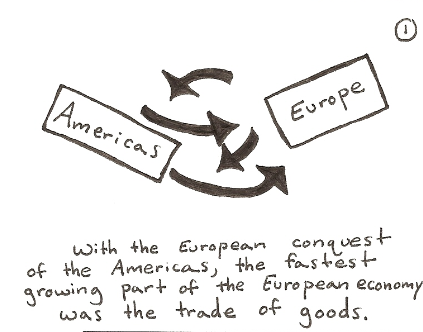 1
Americas
Europe
With the European conquest
of the Americas, the fastest
growing part of the European economy
was the trade of goods.